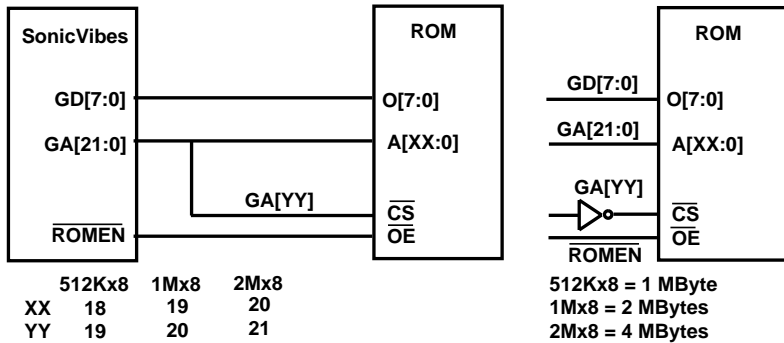 SonicVibes
GD[7:0]
GA[21:0]
ROMEN
GA[YY]
ROM
O[7:0]
A[XX:0]
CS
OE
GD[7:0]
GA[21:0]
GA[YY]
ROMEN
ROM
O[7:0]
A[XX:0]
CS
OE
512Kx8 1Mx8 2Mx8
XX 18 19 20
YY 19 20 21
512Kx8 = 1 MByte
1Mx8 = 2 MBytes
2Mx8 = 4 MBytes